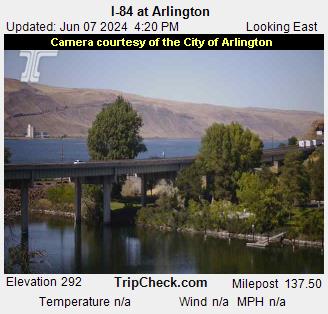 I-84 at Arlington
Updated: Jun 07 2024 4:20 PM Looking East
Camera courtesy of the City of Arlington
Elevation 292 TripCheck.com Milepost 137.50
Temperature n/a Wind n/a MPH n/a